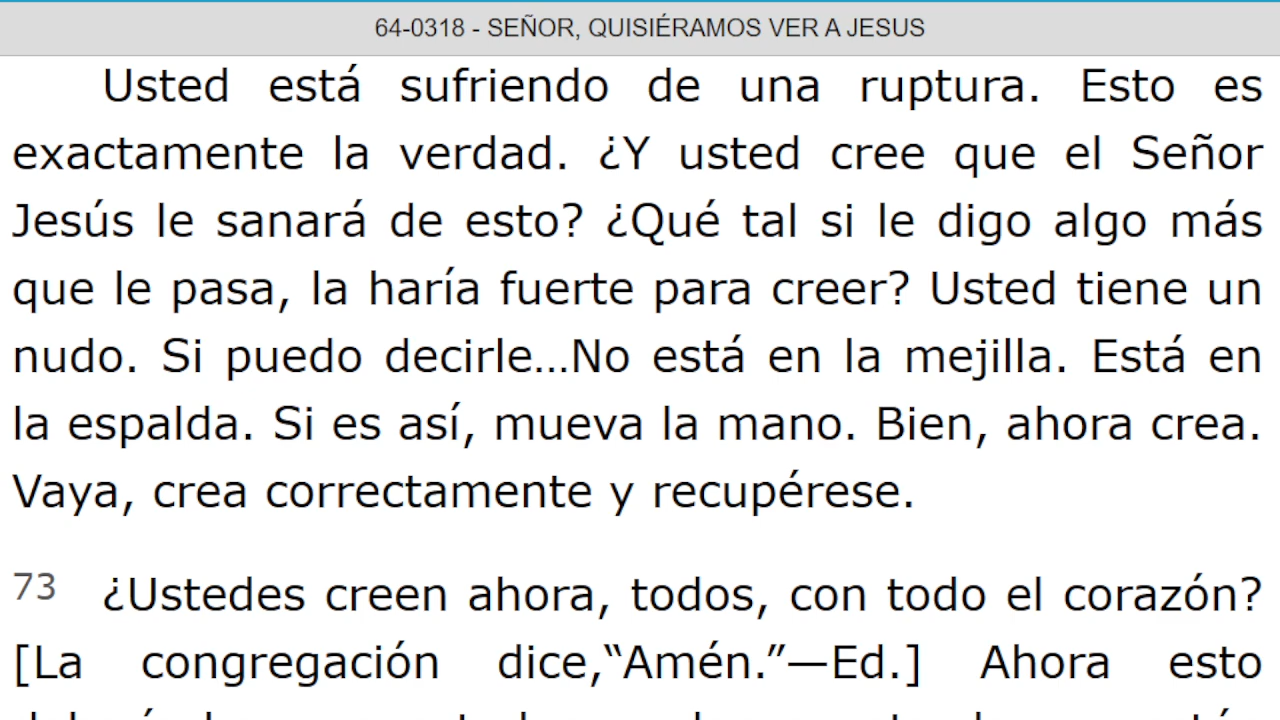 64-0318 - SEÑOR, QUISIÉRAMOS VER A JESUS
Usted está sufriendo de una ruptura. Esto es
exactamente la verdad. ¿Y usted cree que el Señor
Jesús le sanará de esto? ¿Qué tal si le digo algo más
que le pasa, la haría fuerte para creer? Usted tiene un
nudo. Si puedo decirle...No está en la mejilla. Está en
la espalda. Si es así, mueva la mano. Bien, ahora crea.
Vaya, crea correctamente y recupérese.
73 ¿Ustedes creen ahora, todos, con todo el corazón?
[La congregación dice,“Amén.”—Ed.] Ahora esto